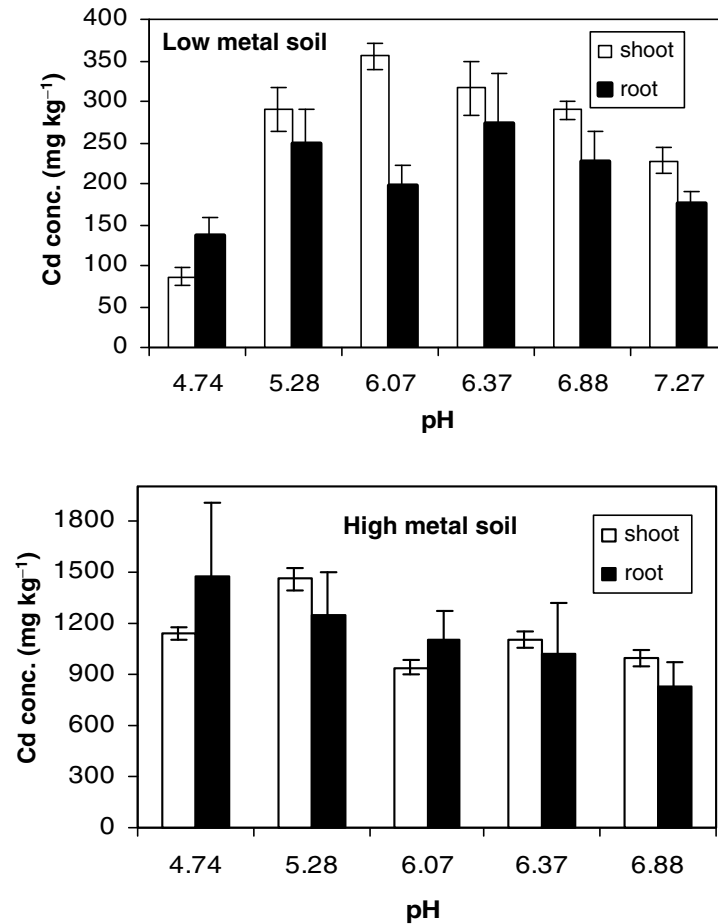 Low metal soil
shoot
root
Cd conc. (mg kg⁻¹)
400
350
300
250
200
150
100
50
0
4.74 5.28 6.07 6.37 6.88 7.27
pH
High metal soil
shoot
root
Cd conc. (mg kg⁻¹)
1800
1500
1200
900
600
300
0
4.74 5.28 6.07 6.37 6.88
pH